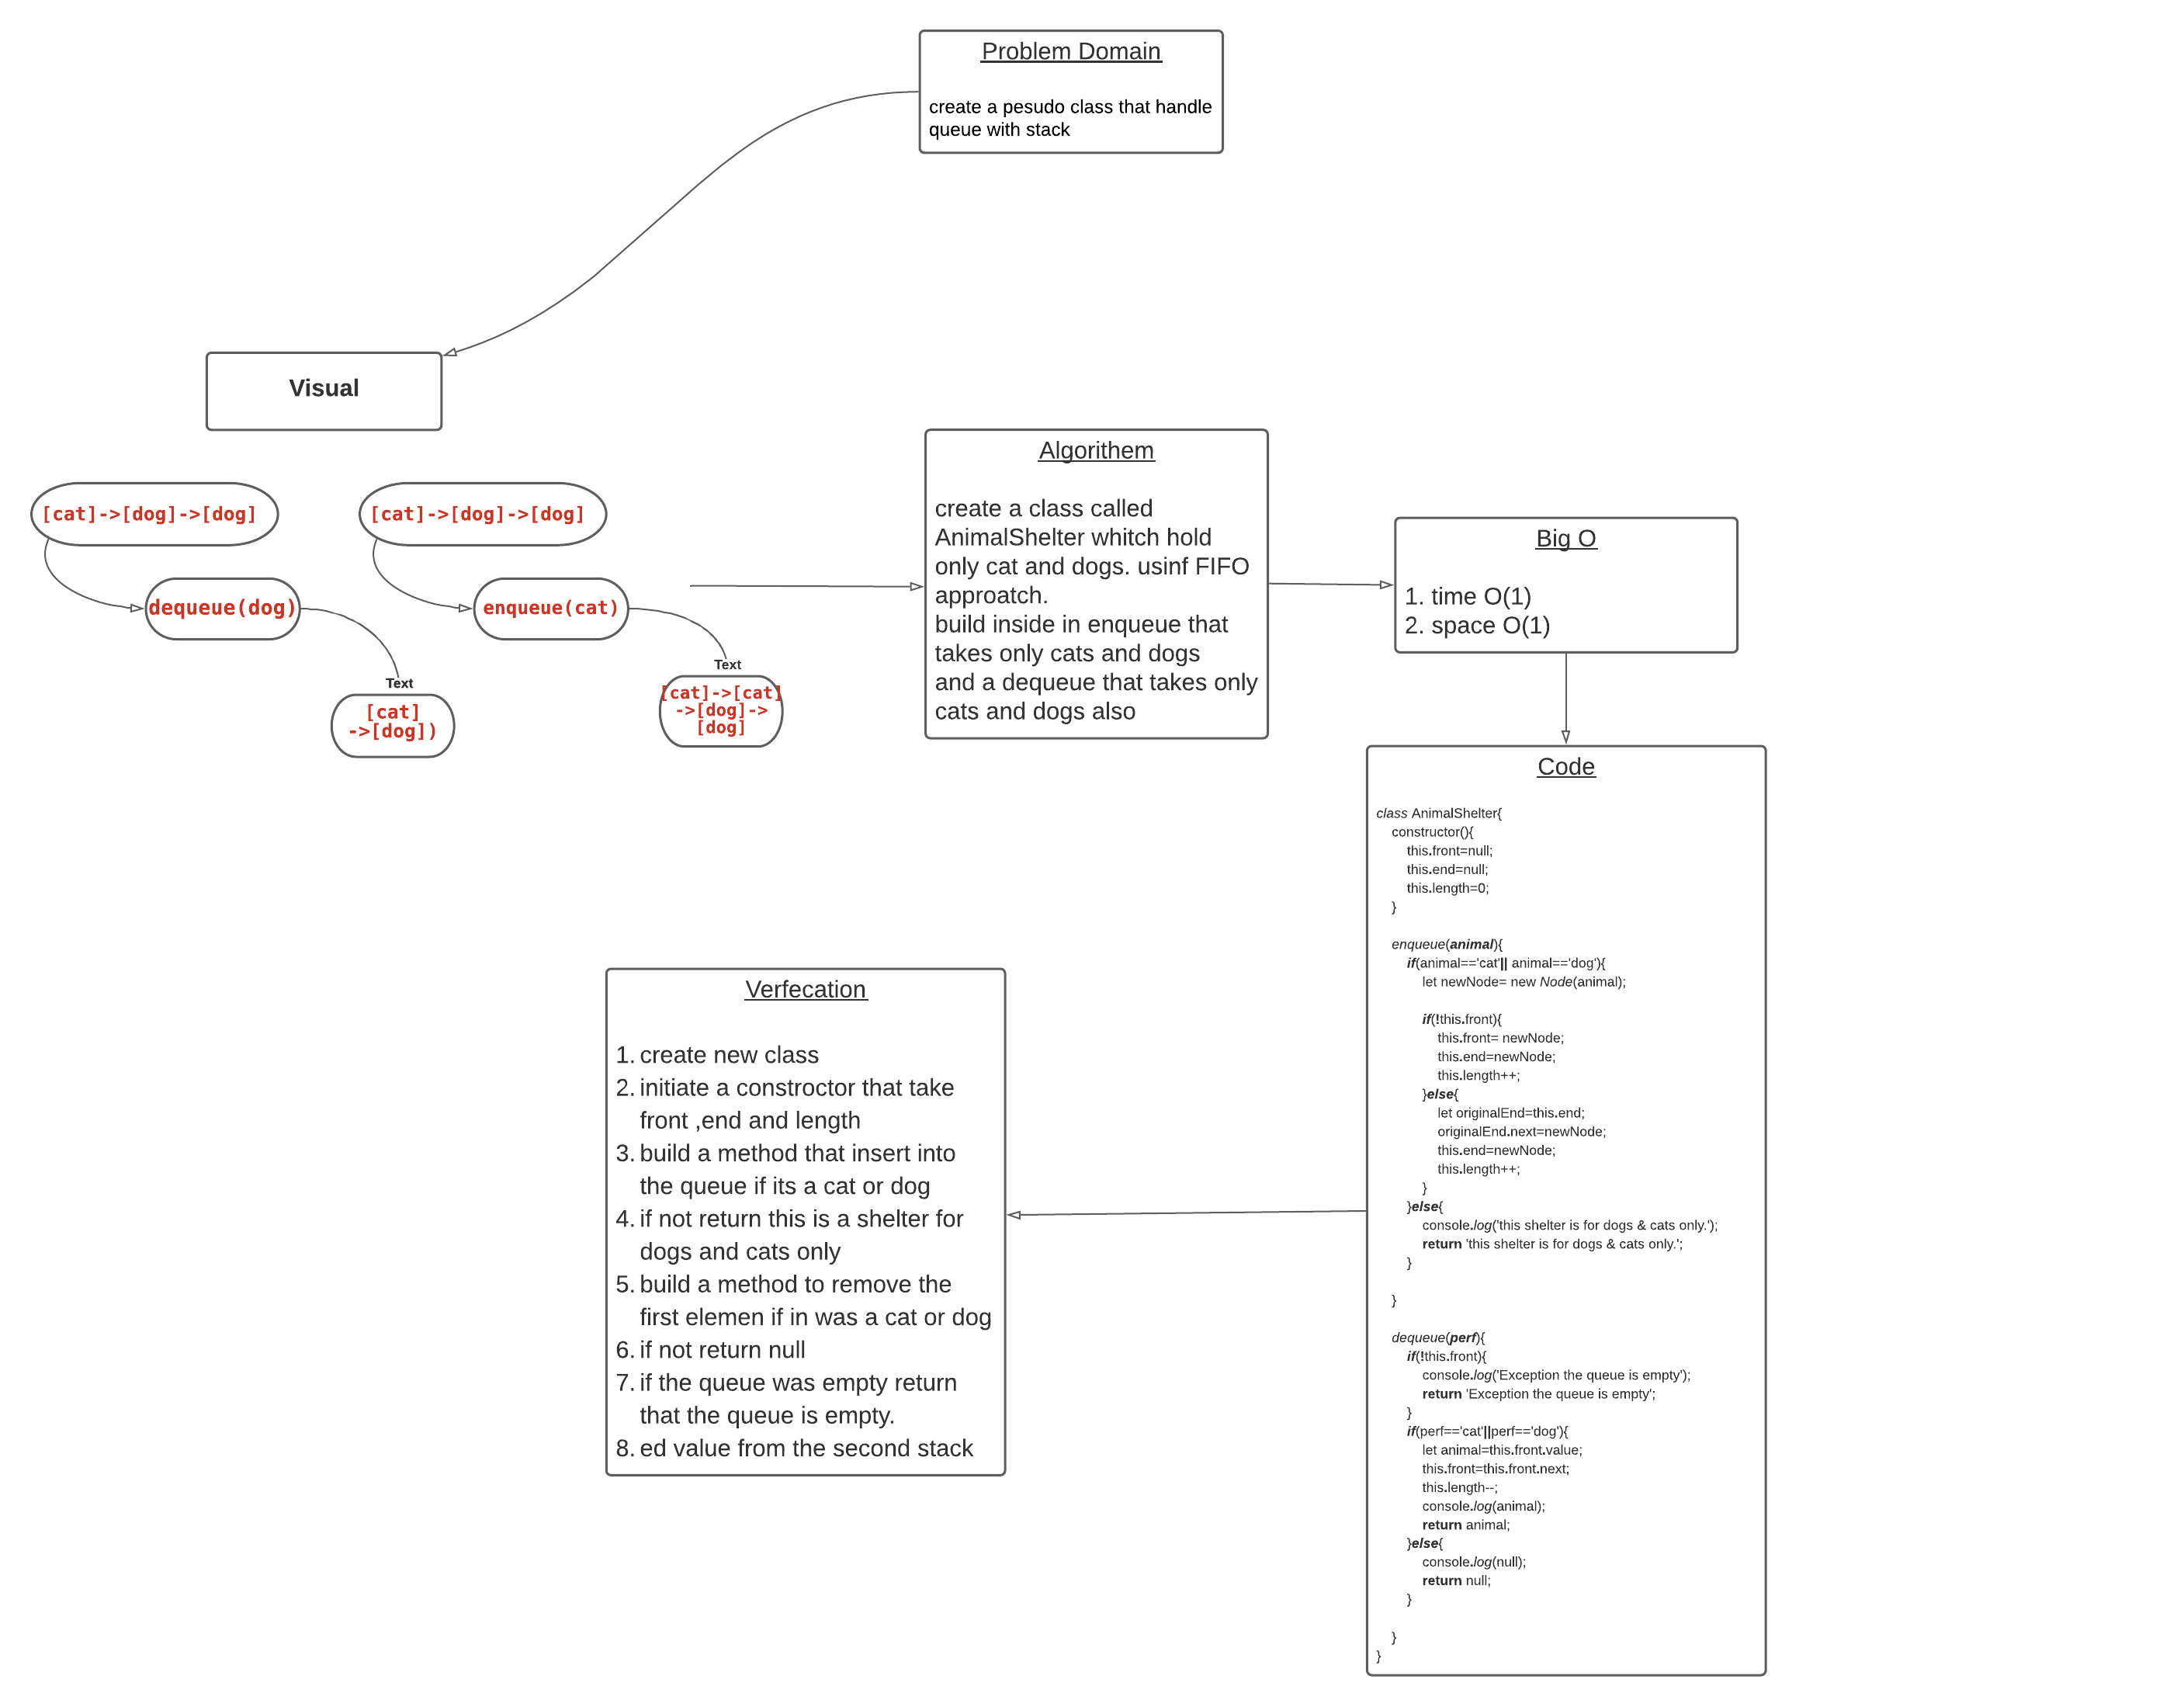 Problem Domain
create a pesudo class that handle
queue with stack
Visual
[cat]->[dog]->[dog]
dequeue(dog)
Text
[cat]
->[dog])
[cat]->[dog]->[dog]
enqueue(cat)
Text
[cat]->[cat]
->[dog]->
[dog]
Algorithem
create a class called
AnimalShelter whitch hold
only cat and dogs. usinf FIFO
approatch.
build inside in enqueue that
takes only cats and dogs
and a dequeue that takes only
cats and dogs also
Big O
1. time O(1)
2. space O(1)
Code
class AnimalShelter{
constructor(){
this.front=null;
this.end=null;
this.length=0;
}
enqueue(animal){
if(animal=='cat'|| animal=='dog'){
let newNode= new Node(animal);
if(!this.front){
this.front= newNode;
this.end=newNode;
this.length++;
}else{
let originalEnd=this.end;
originalEnd.next=newNode;
this.end=newNode;
this.length++;
}
}else{
console.log('this shelter is for dogs & cats only.');
return 'this shelter is for dogs & cats only.';
}
}
dequeue(perf){
if(!this.front){
console.log('Exception the queue is empty');
return 'Exception the queue is empty';
}
if(perf=='cat'||perf=='dog'){
let animal=this.front.value;
this.front=this.front.next;
this.length--;
console.log(animal);
return animal;
}else{
console.log(null);
return null;
}
}
}
Verfecation
1. create new class
2. initiate a constroctor that take
front ,end and length
3. build a method that insert into
the queue if its a cat or dog
4. if not return this is a shelter for
dogs and cats only
5. build a method to remove the
first elemen if in was a cat or dog
6. if not return null
7. if the queue was empty return
that the queue is empty.
8. ed value from the second stack